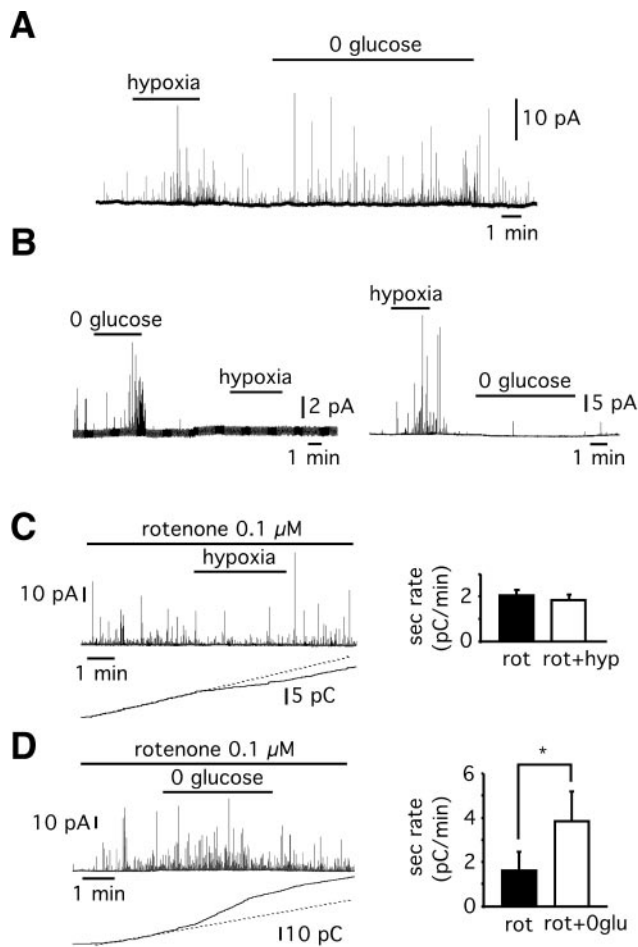 A
0 glucose
hypoxia
10 pA
1 min
B
0 glucose
hypoxia
2 pA
1 min
hypoxia
0 glucose
5 pA
1 min
C
rotenone 0.1 µM
hypoxia
10 pA
1 min
5 pC
sec rate
(pC/min)
2
0
rot rot+hyp
D
rotenone 0.1 µM
0 glucose
10 pA
1 min
10 pC
sec rate
(pC/min)
6
4
2
0
*
rot rot+0glu